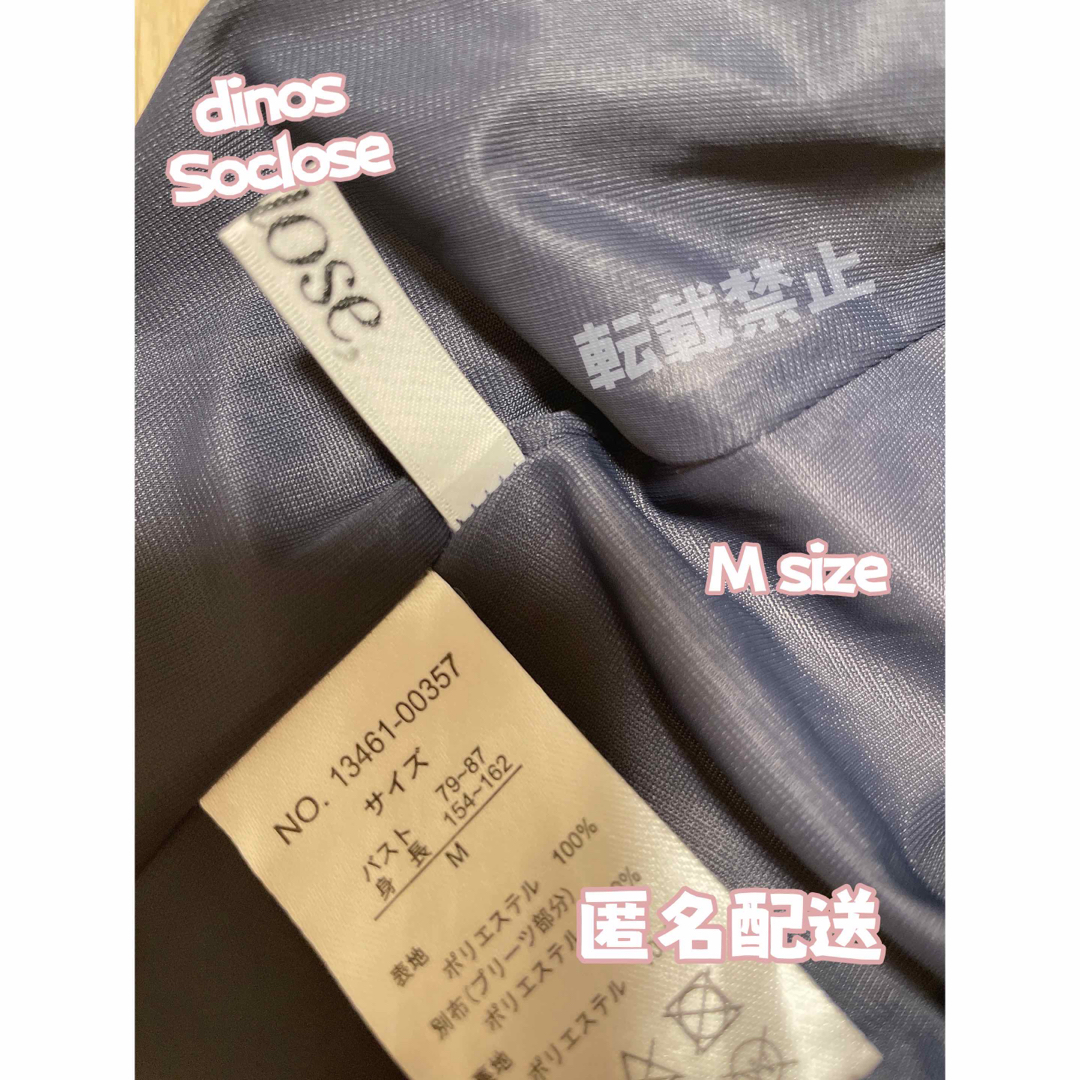 dinos
Soclose
lose.
転載禁止
M size
NO. 13461-00357
サイズ
バスト 79~87
身 長 154~162
M
表地 ポリエステル 100%
別布(プリーツ部分)
ポリエステル
ポリエステル
匿名配送